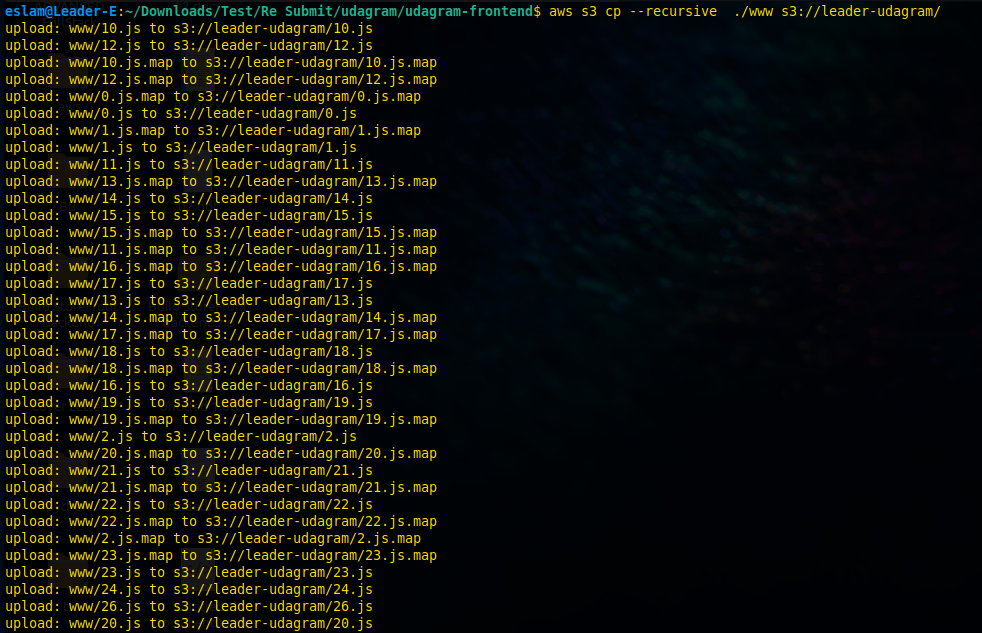 eslam@Leader-E:~/Downloads/Test/Re Submit/udagram/udagram-frontend$ aws s3 cp --recursive  ./www s3://leader-udagram/
upload: www/10.js to s3://leader-udagram/10.js
upload: www/12.js to s3://leader-udagram/12.js
upload: www/10.js.map to s3://leader-udagram/10.js.map
upload: www/12.js.map to s3://leader-udagram/12.js.map
upload: www/0.js.map to s3://leader-udagram/0.js.map
upload: www/0.js to s3://leader-udagram/0.js
upload: www/1.js.map to s3://leader-udagram/1.js.map
upload: www/1.js to s3://leader-udagram/1.js
upload: www/11.js to s3://leader-udagram/11.js
upload: www/13.js.map to s3://leader-udagram/13.js.map
upload: www/14.js to s3://leader-udagram/14.js
upload: www/15.js to s3://leader-udagram/15.js
upload: www/15.js.map to s3://leader-udagram/15.js.map
upload: www/11.js.map to s3://leader-udagram/11.js.map
upload: www/16.js.map to s3://leader-udagram/16.js.map
upload: www/17.js to s3://leader-udagram/17.js
upload: www/13.js to s3://leader-udagram/13.js
upload: www/14.js.map to s3://leader-udagram/14.js.map
upload: www/17.js.map to s3://leader-udagram/17.js.map
upload: www/18.js to s3://leader-udagram/18.js
upload: www/18.js.map to s3://leader-udagram/18.js.map
upload: www/16.js to s3://leader-udagram/16.js
upload: www/19.js to s3://leader-udagram/19.js
upload: www/19.js.map to s3://leader-udagram/19.js.map
upload: www/2.js to s3://leader-udagram/2.js
upload: www/20.js.map to s3://leader-udagram/20.js.map
upload: www/21.js to s3://leader-udagram/21.js
upload: www/21.js.map to s3://leader-udagram/21.js.map
upload: www/22.js to s3://leader-udagram/22.js
upload: www/22.js.map to s3://leader-udagram/22.js.map
upload: www/2.js.map to s3://leader-udagram/2.js.map
upload: www/23.js.map to s3://leader-udagram/23.js.map
upload: www/23.js to s3://leader-udagram/23.js
upload: www/24.js to s3://leader-udagram/24.js
upload: www/26.js to s3://leader-udagram/26.js
upload: www/20.js to s3://leader-udagram/20.js